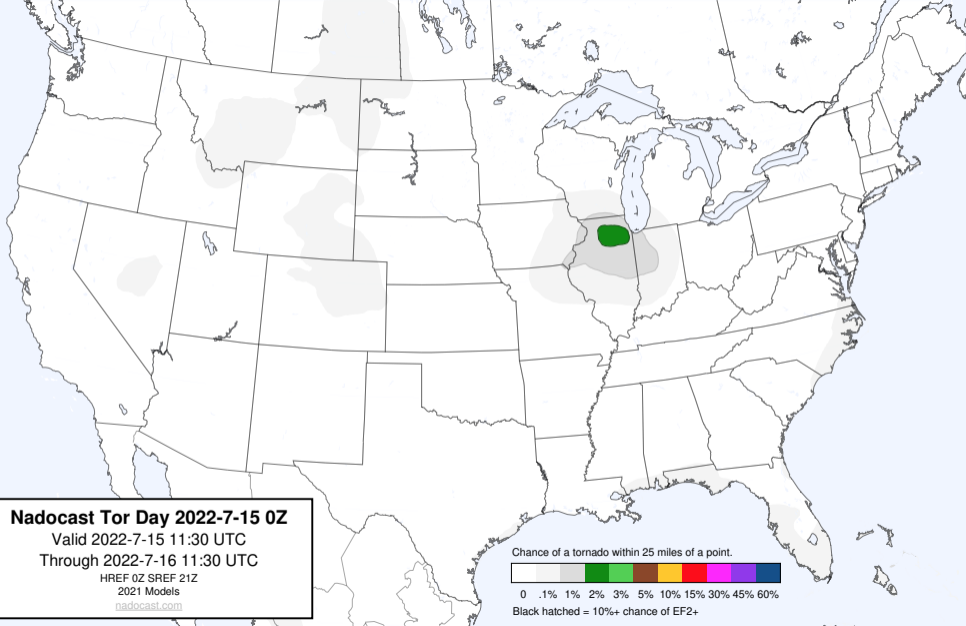 Nadocast Tor Day 2022-7-15 0Z
Valid 2022-7-15 11:30 UTC
Through 2022-7-16 11:30 UTC
HREF 0Z SREF 21Z
2021 Models
nadocast.com
Chance of a tornado within 25 miles of a point.
0 .1% 1% 2% 3% 5% 10% 15% 30% 45% 60%
Black hatched = 10%+ chance of EF2+